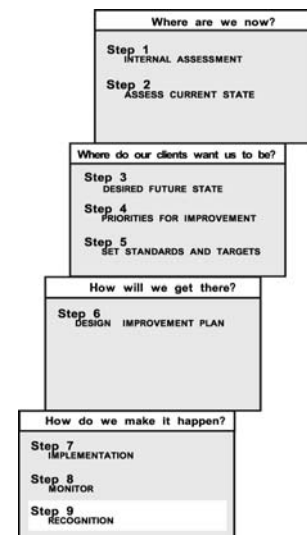 Where are we now?
Step 1
INTERNAL ASSESSMENT
Step 2
ASSESS CURRENT STATE
Where do our clients want us to be?
Step 3
DESIRED FUTURE STATE
Step 4
PRIORITIES FOR IMPROVEMENT
Step 5
SET STANDARDS AND TARGETS
How will we get there?
Step 6
DESIGN IMPROVEMENT PLAN
How do we make it happen?
Step 7
IMPLEMENTATION
Step 8
MONITOR
Step 9
RECOGNITION